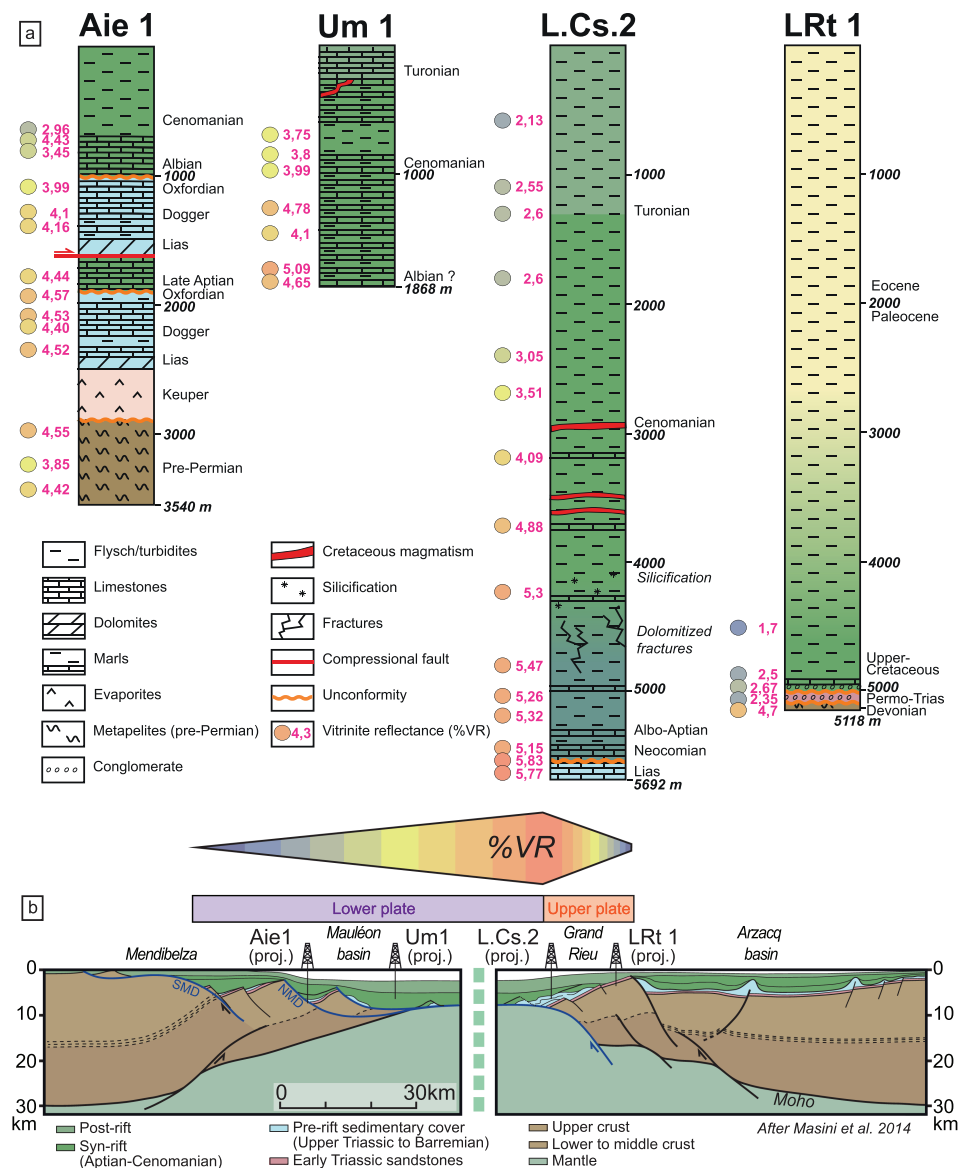 a
Aie 1
Um 1
L.Cs.2
LRt 1
Cenomanian
2,96
4,43
3,45
Albian
1000
3,99
Oxfordian
4,1
Dogger
4,16
Lias
4,44
Late Aptian
4,57
Oxfordian
2000
4,53
4,40
Dogger
4,52
Lias
Keuper
4,55
3000
3,85
Pre-Permian
4,42
3540 m
Turonian
3,75
3,8
Cenomanian
3,99
1000
4,78
4,1
5,09
Albian ?
4,65
1868 m
2,13
1000
2,55
2,6
Turonian
2,6
2000
3,05
3,51
Cenomanian
3000
4,09
4,88
4000
Silicification
5,3
Dolomitized
fractures
5,47
5000
5,26
5,32
Albo-Aptian
5,15
Neocomian
5,83
5,77
Lias
5692 m
1000
Eocene
2000
Paleocene
3000
4000
1,7
Upper-
Cretaceous
2,5
2,67
5000
2,35
Permo-Trias
4,7
Devonian
5118 m
Flysch/turbidites
Limestones
Dolomites
Marls
Evaporites
Metapelites (pre-Permian)
Conglomerate
Cretaceous magmatism
Silicification
Fractures
Compressional fault
Unconformity
4,3 Vitrinite reflectance (%VR)
%VR
b
Lower plate
Upper plate
Mendibelza
Aie1
(proj.)
Mauléon
basin
Um1
(proj.)
L.Cs.2
(proj.)
Grand
Rieu
LRt 1
(proj.)
Arzacq
basin
0
10
20
30
km
SMD
NMD
0
30km
0
10
km
20
30
km
Moho
Post-rift
Syn-rift
(Aptian-Cenomanian)
Pre-rift sedimentary cover
(Upper Triassic to Barremian)
Early Triassic sandstones
Upper crust
Lower to middle crust
Mantle
After Masini et al. 2014